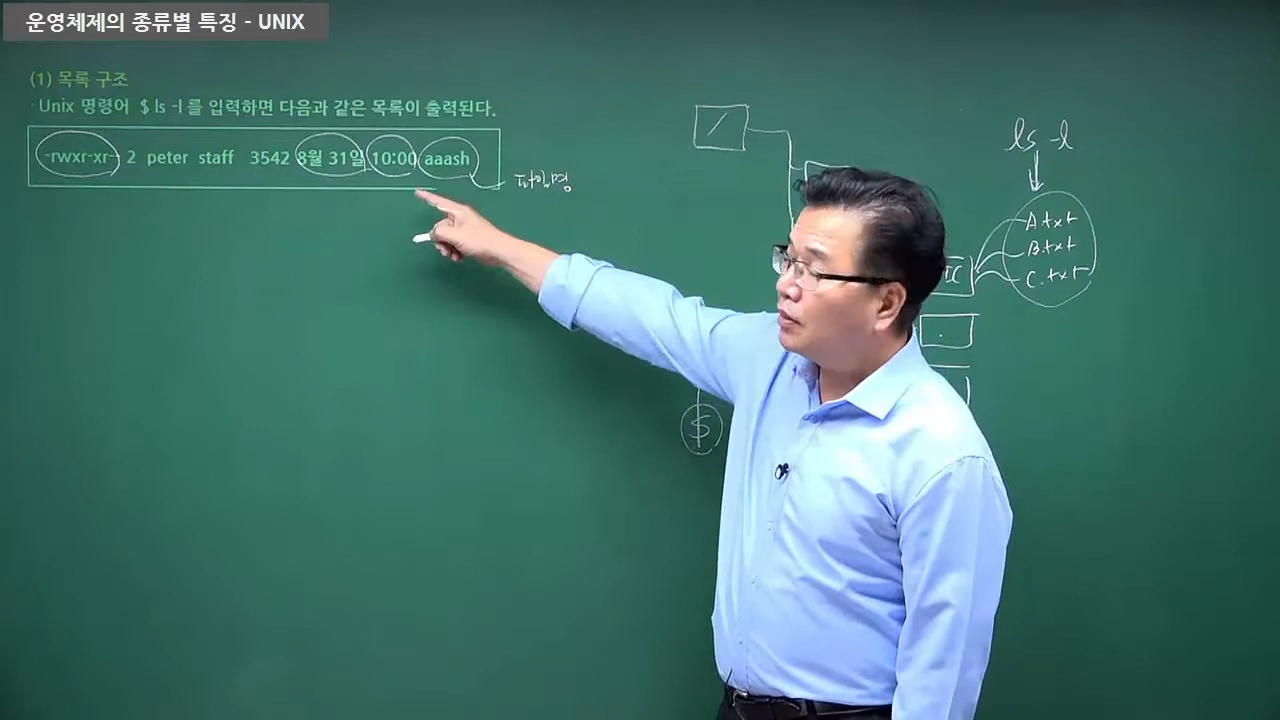 운영체제의 종류별 특징 - UNIX
(1) 목록 구조
· Unix 명령어 $ ls -l 를 입력하면 다음과 같은 목록이 출력된다.
-rwxr-xr-- 2 peter staff 3542 8월 31일 10:00 aaash
파일명
ls -l
A.txt
B.txt
C.txt
$